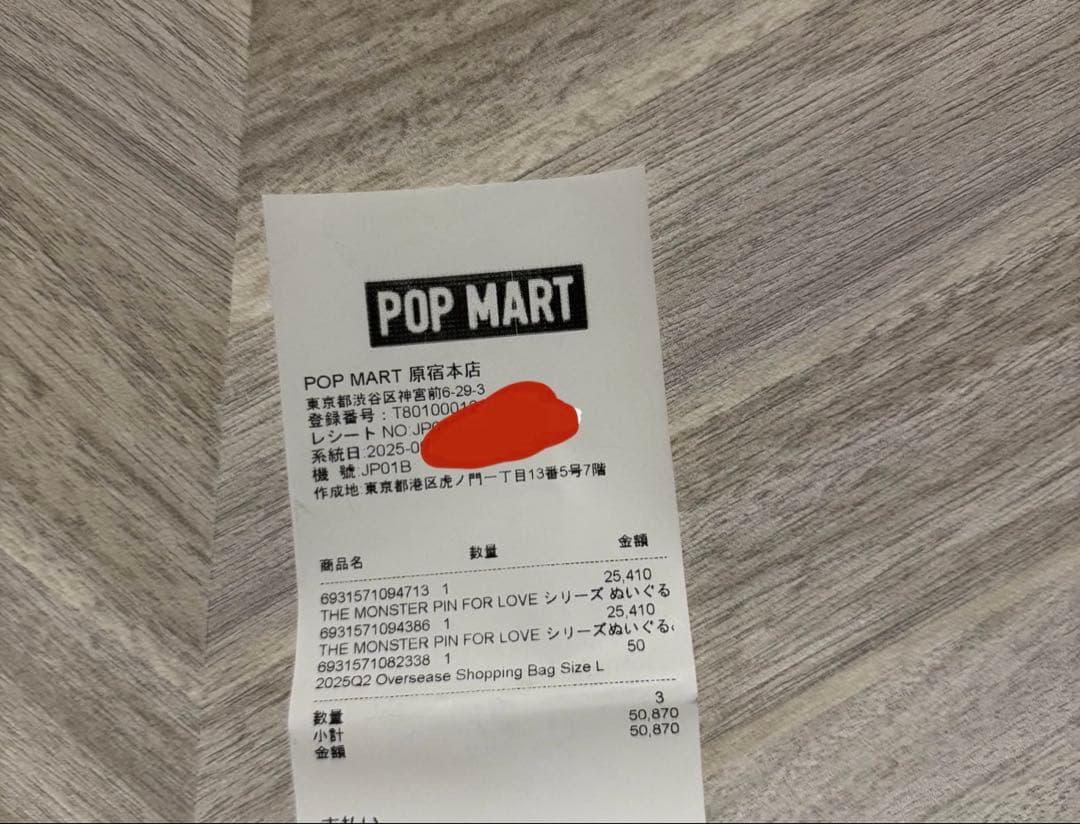 POP MART
POP MART 原宿本店
東京都渋谷区神宮前6-29-3
登録番号：T801000
レシート NO:JP
系統日:2025-0
機 號:JP01B
作成地:東京都港区虎ノ門一丁目13番5号7階
商品名 数量 金額
6931571094713 1 25,410
THE MONSTER PIN FOR LOVE シリーズ ぬいぐる
6931571094386 1 25,410
THE MONSTER PIN FOR LOVE シリーズぬいぐる
6931571082338 1 50
2025Q2 Oversease Shopping Bag Size L
数量 3
小計 50,870
金額 50,870